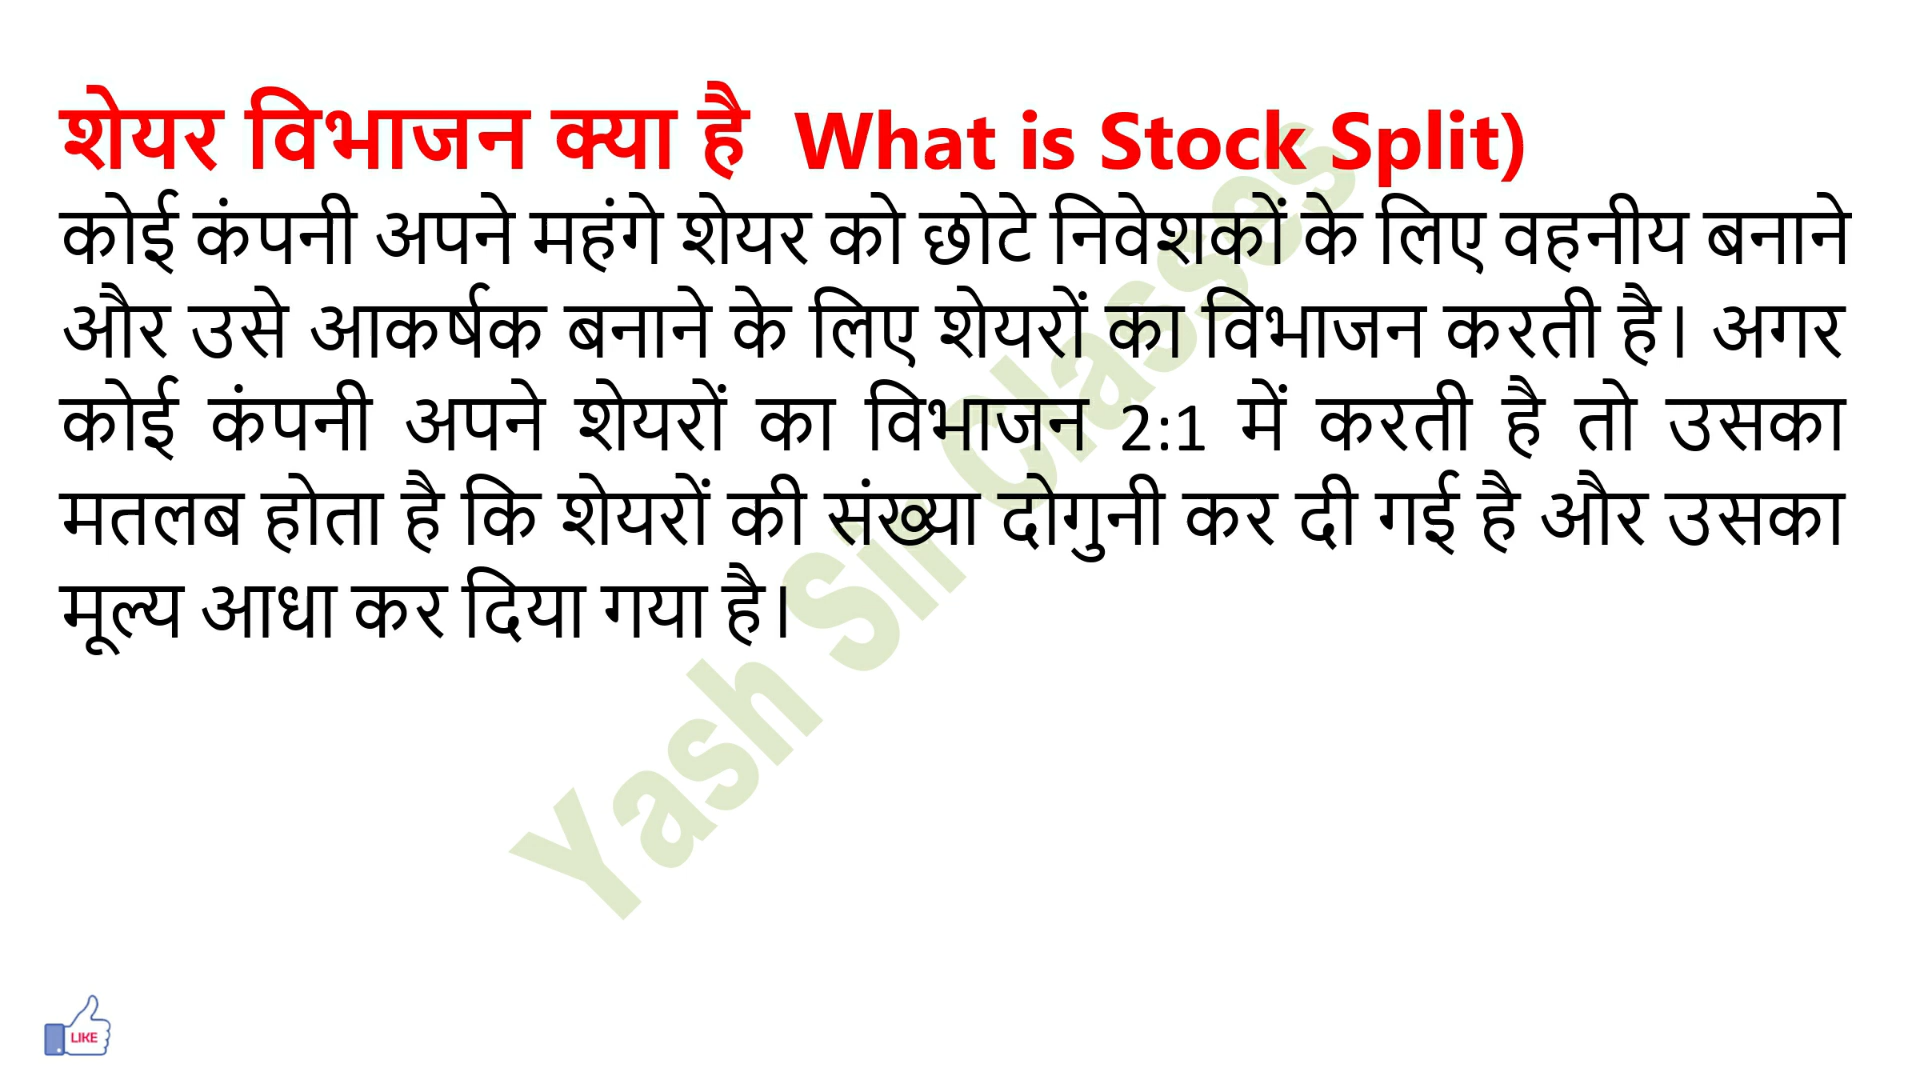 शेयर विभाजन क्या है What is Stock Split)
कोई कंपनी अपने महंगे शेयर को छोटे निवेशकों के लिए वहनीय बनाने
और उसे आकर्षक बनाने के लिए शेयरों का विभाजन करती है। अगर
कोई कंपनी अपने शेयरों का विभाजन 2:1 में करती है तो उसका
मतलब होता है कि शेयरों की संख्या दोगुनी कर दी गई है और उसका
मूल्य आधा कर दिया गया है।
Yash Sir Classes
LIKE